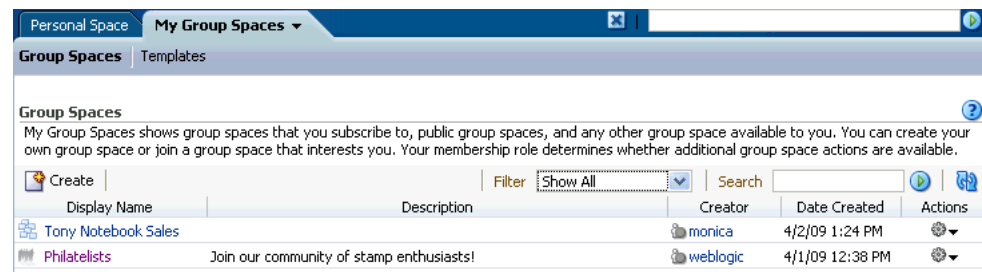 Personal Space My Group Spaces
Group Spaces Templates
Group Spaces
My Group Spaces shows group spaces that you subscribe to, public group spaces, and any other group space available to you. You can create your
own group space or join a group space that interests you. Your membership role determines whether additional group space actions are available.
Create Filter Show All Search
Display Name Description Creator Date Created Actions
Tony Notebook Sales monica 4/2/09 1:24 PM
Philatelists Join our community of stamp enthusiasts! weblogic 4/1/09 12:38 PM